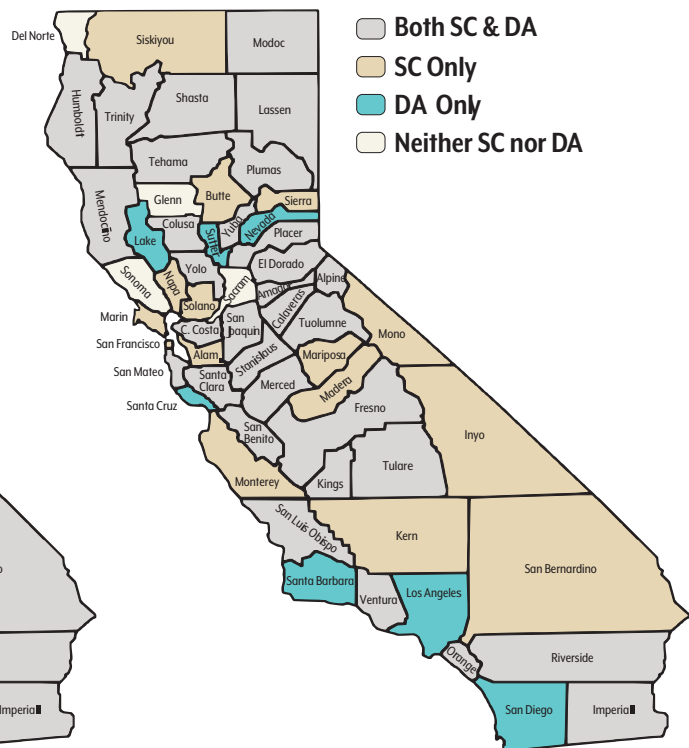 Both SC & DA
SC Only
DA Only
Neither SC nor DA
Del Norte
Siskiyou
Modoc
Humboldt
Trinity
Shasta
Lassen
Tehama
Plumas
Mendocino
Glenn
Butte
Sierra
Lake
Colusa
Sutter
Yuba
Nevada
Placer
Sonoma
Napa
Yolo
El Dorado
Sacram
Amador
Alpine
Solano
Calaveras
Marin
C. Costa
San
Joaquin
Tuolumne
Mono
San Francisco
Alam
Stanislaus
Mariposa
San Mateo
Santa
Clara
Merced
Madera
Santa Cruz
Fresno
San
Benito
Inyo
Monterey
Kings
Tulare
San Luis Obispo
Kern
San Bernardino
Santa Barbara
Ventura
Los Angeles
Orange
Riverside
San Diego
Imperial
Imperial